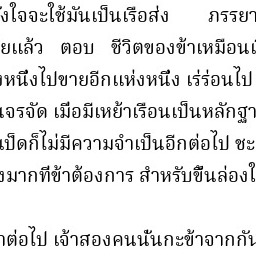 งใจจะใช้มันเป็นเรือส่ง ภรรยา
ยแล้ว ตอบ ชีวิตของข้าเหมือน
หนึ่งไปขายอีกแห่งหนึ่ง เร่ร่อนไป
จรจัด เมื่อมีเหย้าเรือนเป็นหลักฐา
เป็ดก็ไม่มีความจำเป็นอีกต่อไป ชะ
มากที่ข้าต้องการ สำหรับขึ้นล่องใ
าต่อไป เจ้าสองคนนั้นกะข้าจากกัน